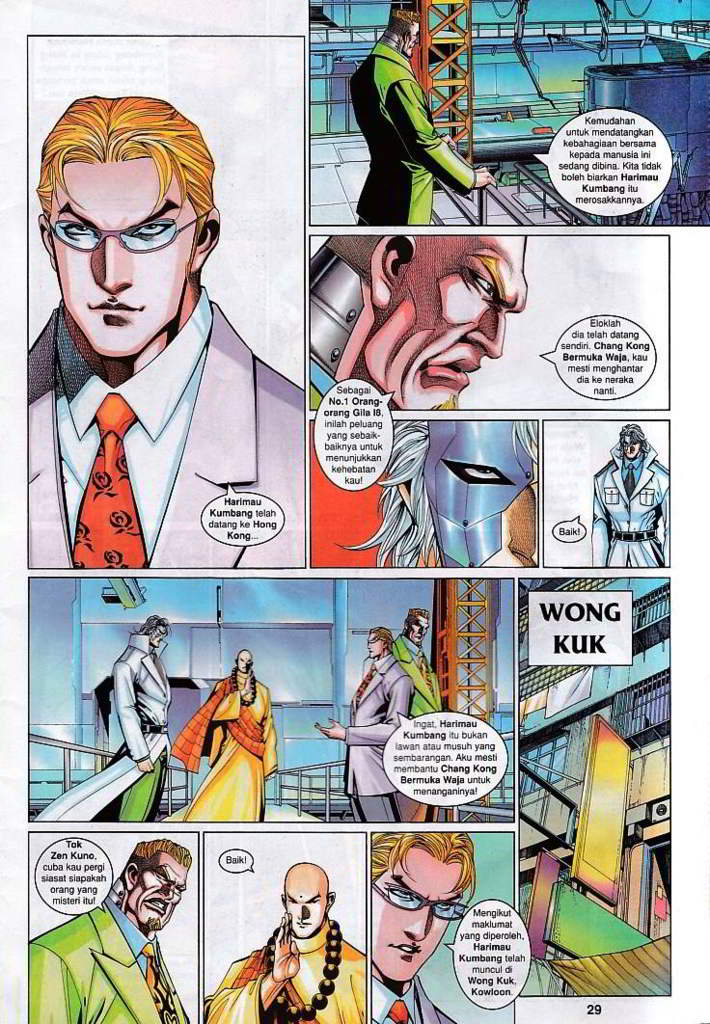 Harimau
Kumbang telah
datang ke Hong
Kong...
Kemudahan
untuk mendatangkan
kebahagiaan bersama
kepada manusia ini
sedang dibina. Kita tidak
boleh biarkan Harimau
Kumbang itu
merosakkannya.
Eloklah
dia telah datang
sendiri. Chang Kong
Bermuka Waja, kau
mesti menghantar
dia ke neraka
nanti.
Sebagai
No.1 Orang-
orang Gila I8,
inilah peluang
yang sebaik-
baiknya untuk
menunjukkan
kehebatan
kau!
Baik!
Ingat, Harimau
Kumbang itu bukan
lawan atau musuh yang
sembarangan. Aku mesti
membantu Chang Kong
Bermuka Waja untuk
menanganinya!
WONG
KUK
Tok
Zen Kuno,
cuba kau pergi
siasat siapakah
orang yang
misteri itu!
Baik!
Mengikut
maklumat
yang diperoleh,
Harimau
Kumbang telah
muncul di
Wong Kuk,
Kowloon.
29